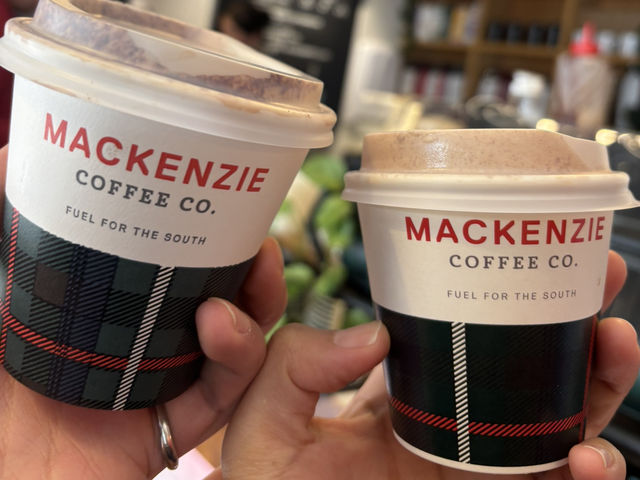 MACKENZIE
COFFEE CO.
FUEL FOR THE SOUTH
MACKENZIE
COFFEE CO.
FUEL FOR THE SOUTH